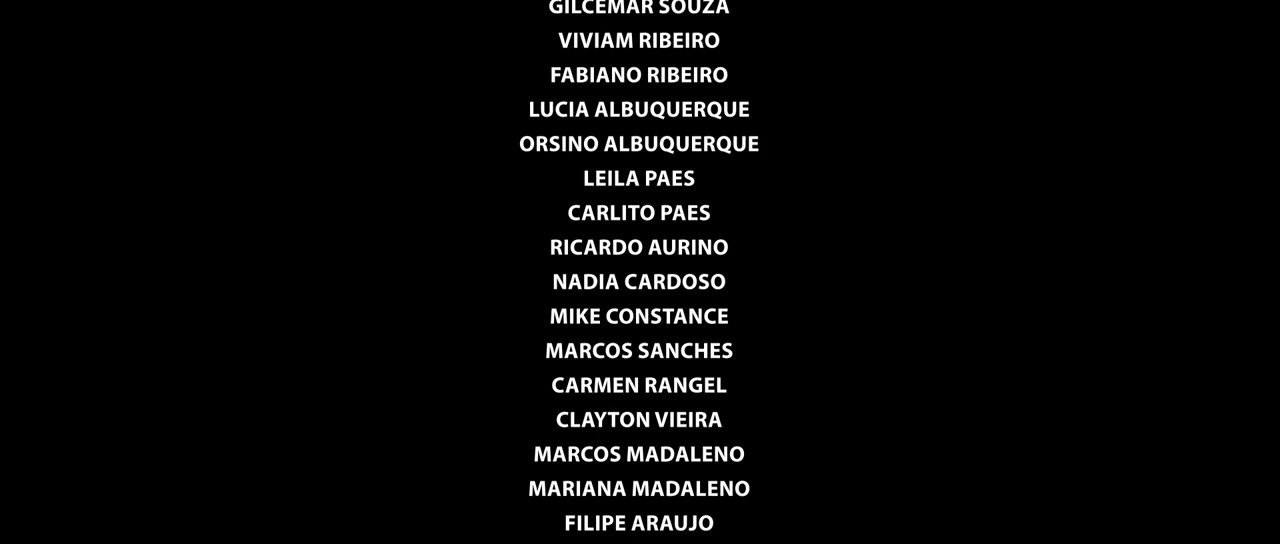 GILCEMAR SOUZA
VIVIAM RIBEIRO
FABIANO RIBEIRO
LUCIA ALBUQUERQUE
ORSINO ALBUQUERQUE
LEILA PAES
CARLITO PAES
RICARDO AURINO
NADIA CARDOSO
MIKE CONSTANCE
MARCOS SANCHES
CARMEN RANGEL
CLAYTON VIEIRA
MARCOS MADALENO
MARIANA MADALENO
FILIPE ARAUJO